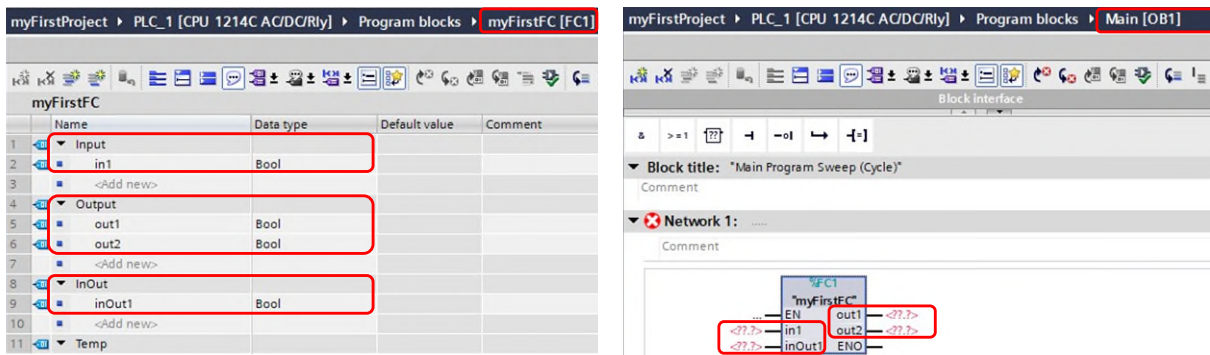 myFirstProject ▸ PLC_1 [CPU 1214C AC/DC/Rly] ▸ Program blocks ▸ myFirstFC [FC1]
myFirstFC
Name Data type Default value Comment
1 Input
2 in1 Bool
3 <Add new>
4 Output
5 out1 Bool
6 out2 Bool
7 <Add new>
8 InOut
9 inOut1 Bool
10 <Add new>
11 Temp
myFirstProject ▸ PLC_1 [CPU 1214C AC/DC/Rly] ▸ Program blocks ▸ Main [OB1]
Block interface
& >=1 ?? -| -o| -[=]
Block title: "Main Program Sweep (Cycle)"
Comment
Network 1: .....
Comment
%FC1
"myFirstFC"
... EN out1 <??.?>
<??.?> in1 out2 <??.?>
<??.?> inOut1 ENO